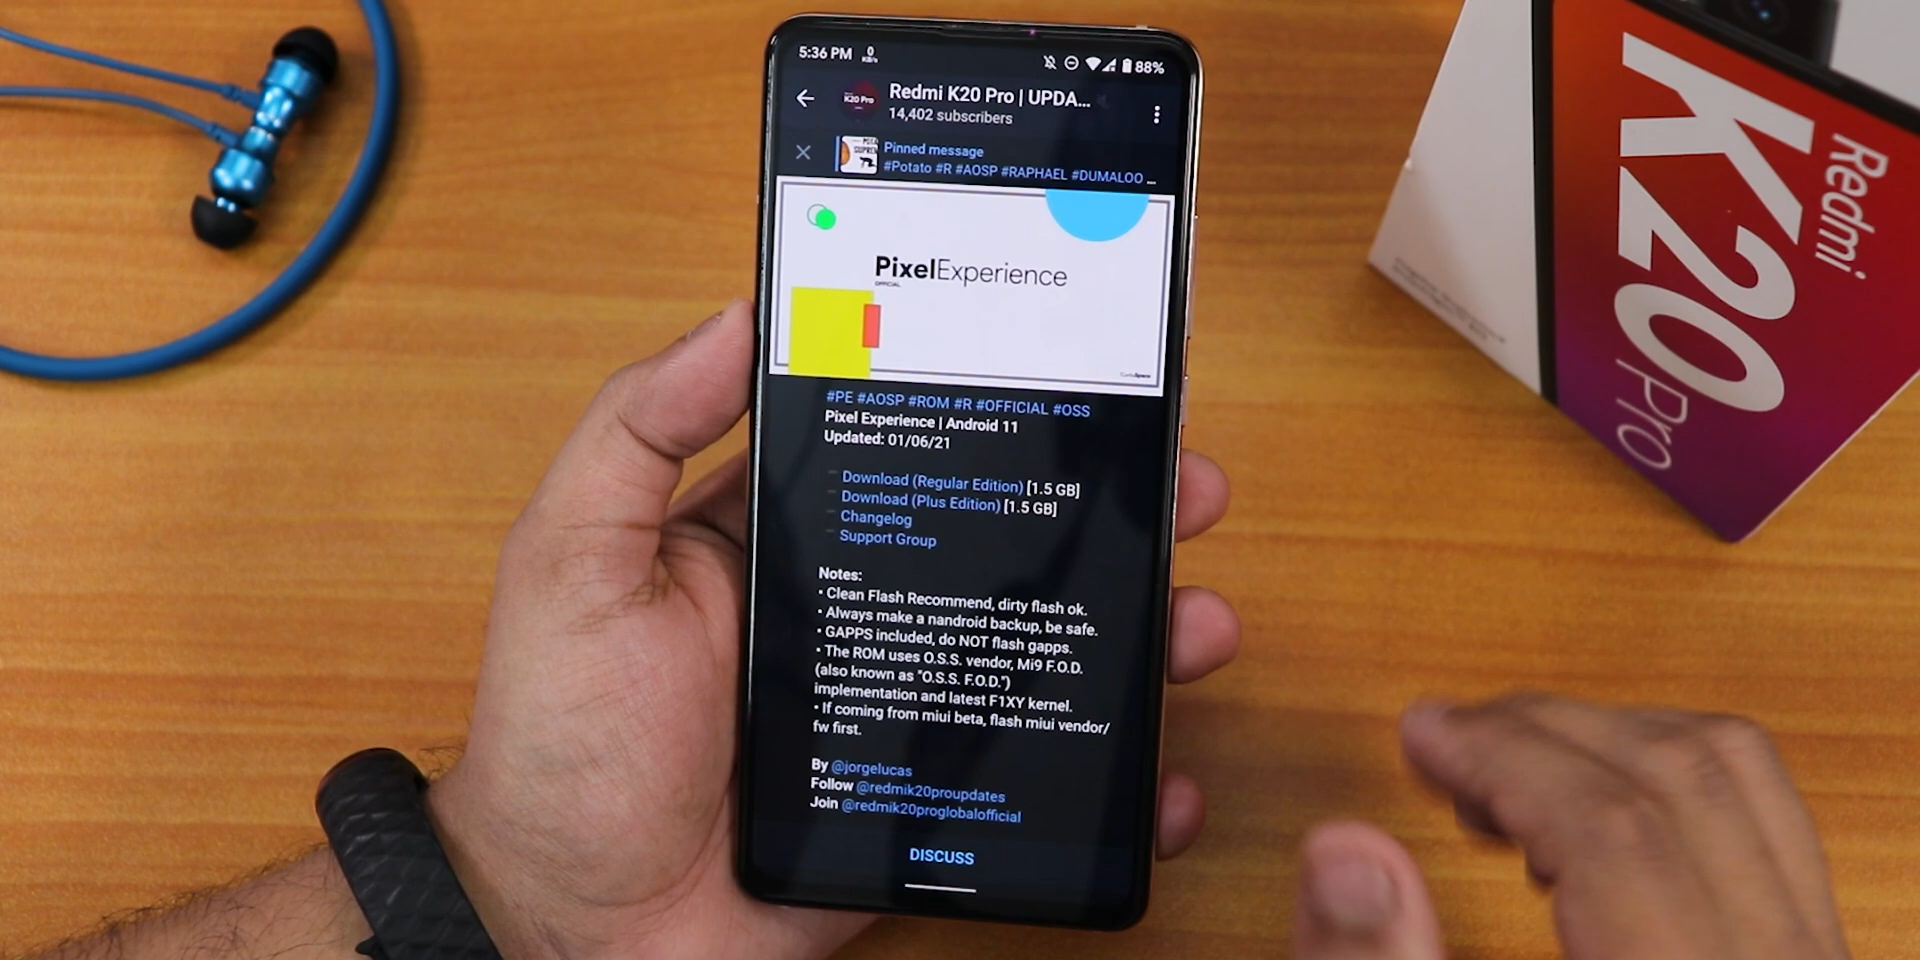 5:36 PM 0 KB/s 88%
Redmi K20 Pro | UPDA...
14,402 subscribers
K20 Pro
Pinned message
#Potato #R #AOSP #RAPHAEL #DUMALOO ...
PixelExperience
OFFICIAL
#PE #AOSP #ROM #R #OFFICIAL #OSS
Pixel Experience | Android 11
Updated: 01/06/21
Download (Regular Edition) [1.5 GB]
Download (Plus Edition) [1.5 GB]
Changelog
Support Group
Notes:
• Clean Flash Recommend, dirty flash ok.
• Always make a nandroid backup, be safe.
• GAPPS included, do NOT flash gapps.
• The ROM uses O.S.S. vendor, Mi9 F.O.D.
(also known as "O.S.S. F.O.D.")
implementation and latest F1XY kernel.
• If coming from miui beta, flash miui vendor/
fw first.
By @jorgelucas
Follow @redmik20proupdates
Join @redmik20proglobalofficial
DISCUSS
Redmi
K20
Pro